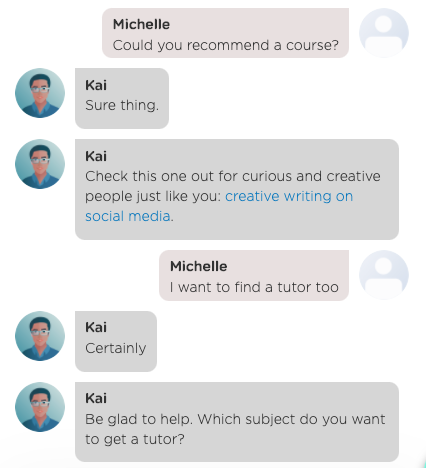 Michelle
Could you recommend a course?
Kai
Sure thing.
Kai
Check this one out for curious and creative
people just like you: creative writing on
social media.
Michelle
I want to find a tutor too
Kai
Certainly
Kai
Be glad to help. Which subject do you want
to get a tutor?